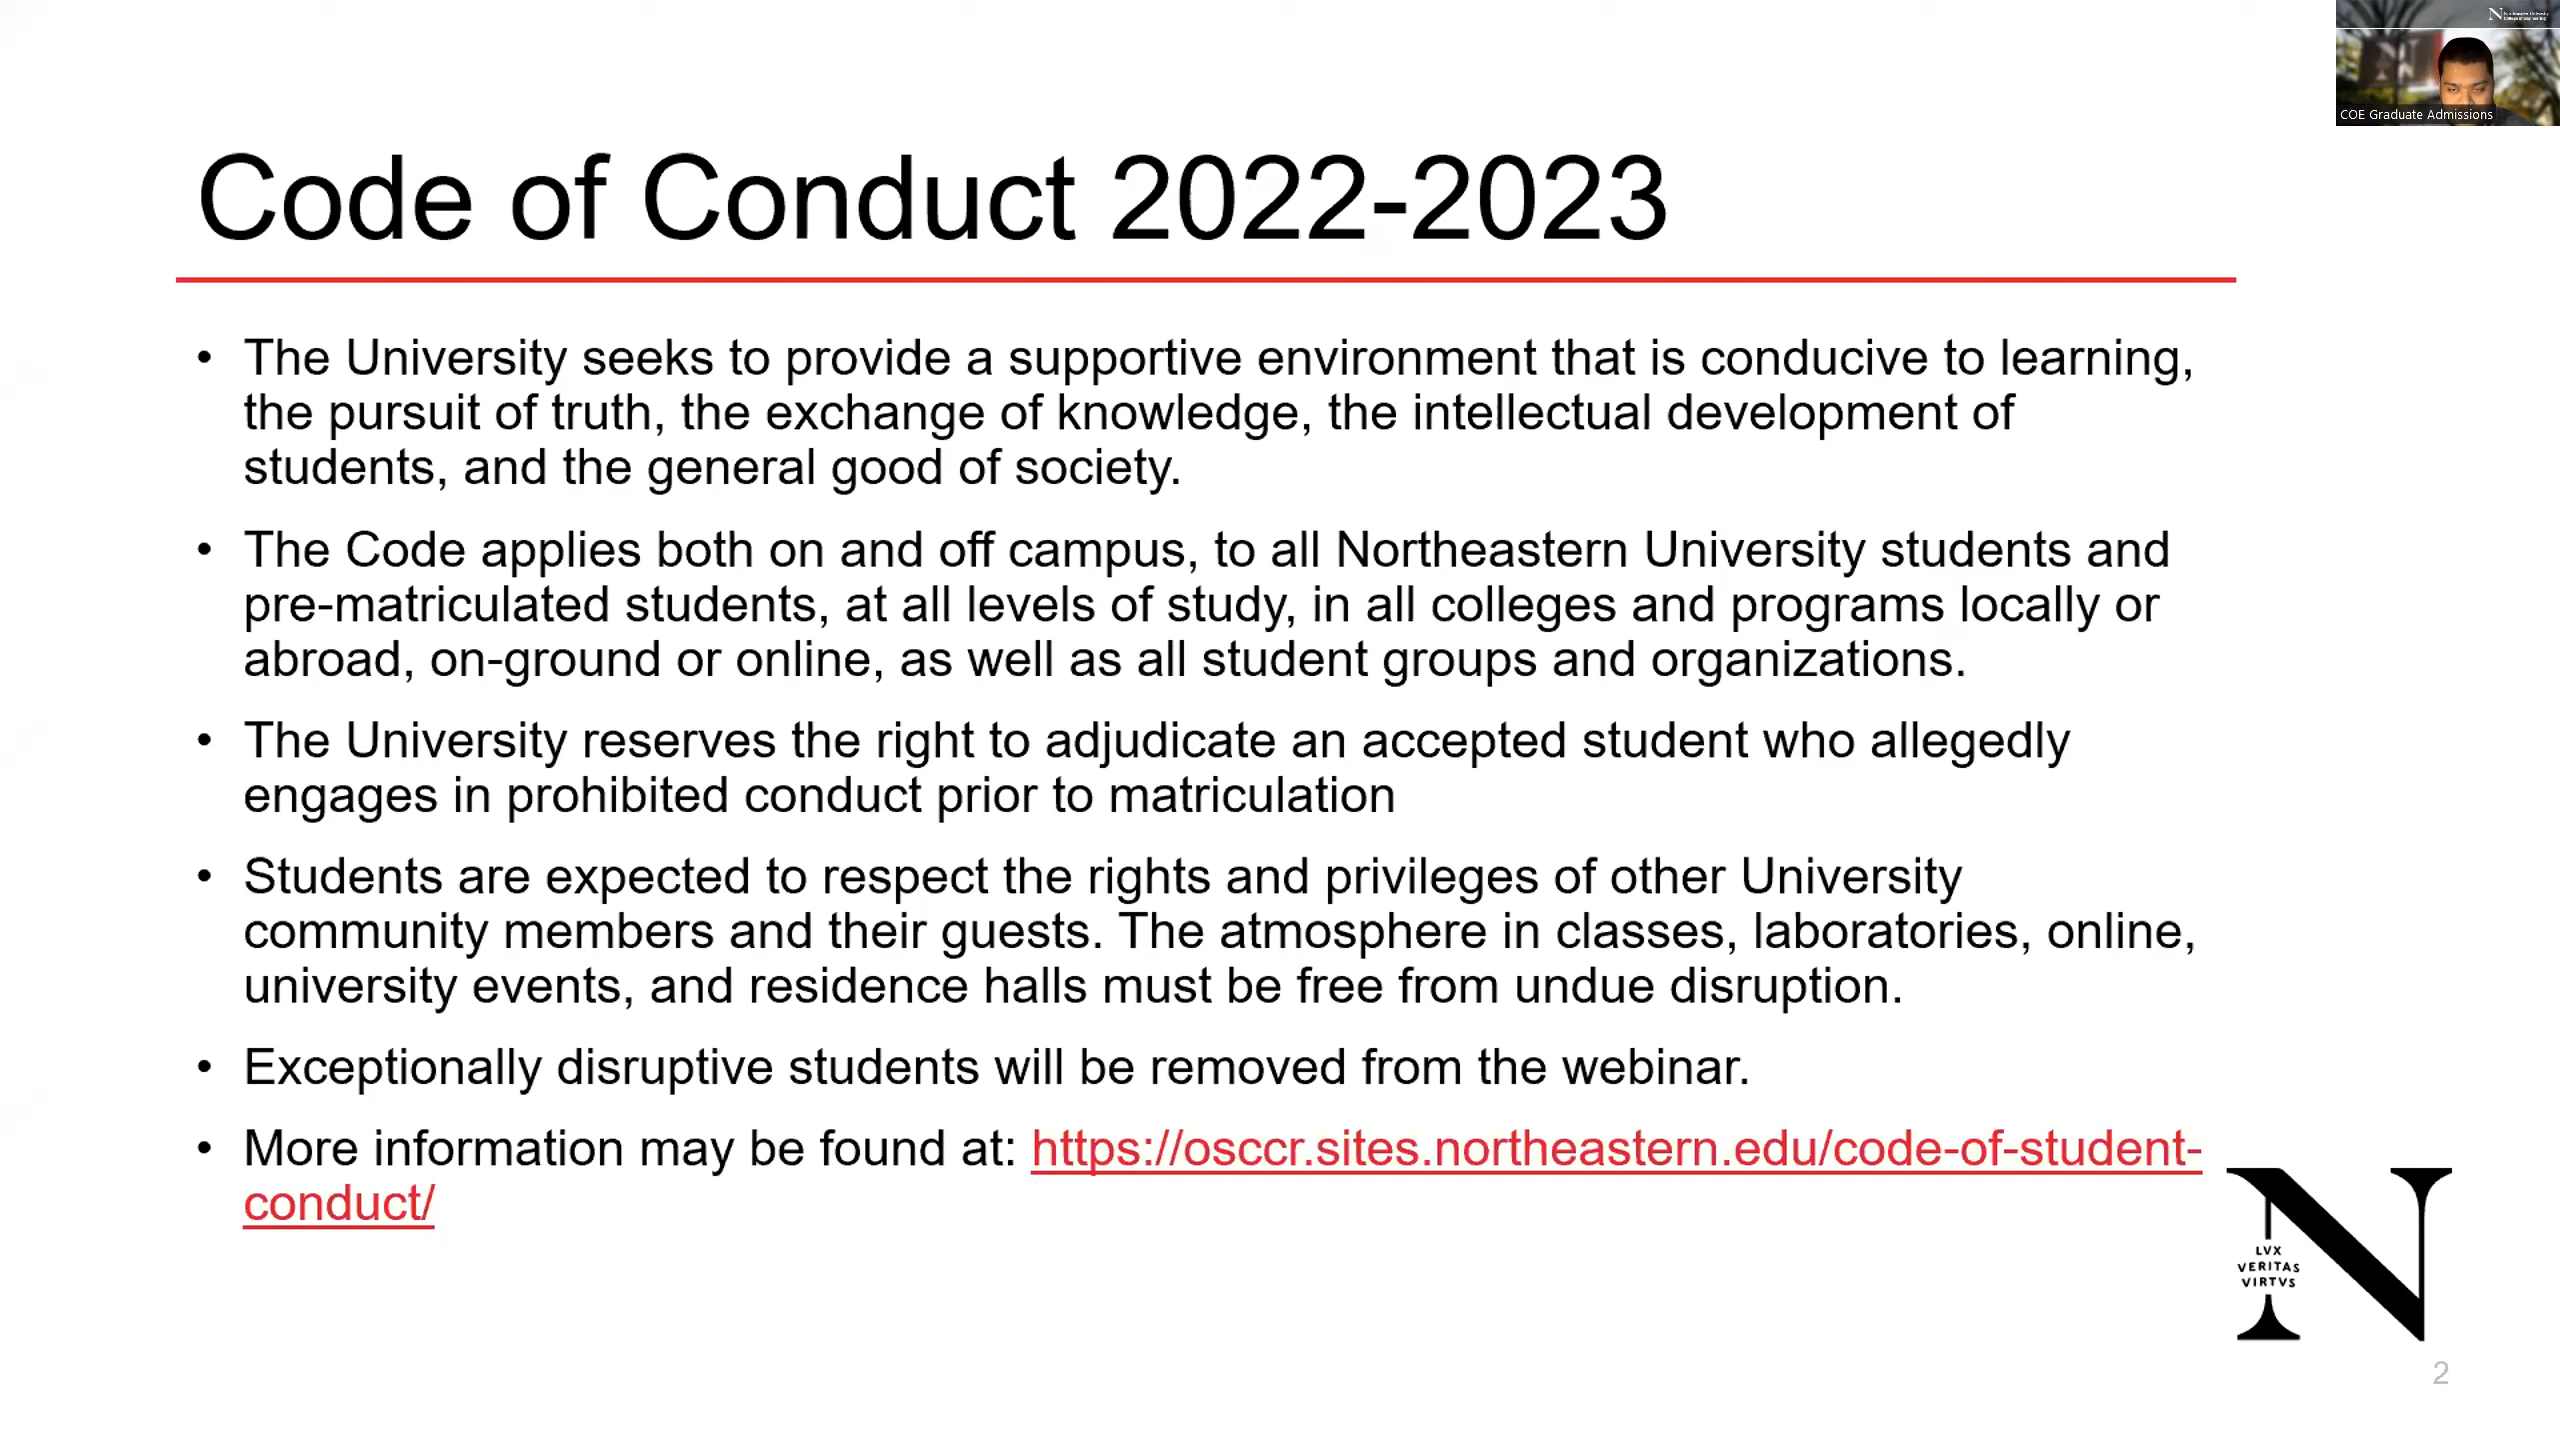 COE Graduate Admissions
Code of Conduct 2022-2023
• The University seeks to provide a supportive environment that is conducive to learning,
the pursuit of truth, the exchange of knowledge, the intellectual development of
students, and the general good of society.
• The Code applies both on and off campus, to all Northeastern University students and
pre-matriculated students, at all levels of study, in all colleges and programs locally or
abroad, on-ground or online, as well as all student groups and organizations.
• The University reserves the right to adjudicate an accepted student who allegedly
engages in prohibited conduct prior to matriculation
• Students are expected to respect the rights and privileges of other University
community members and their guests. The atmosphere in classes, laboratories, online,
university events, and residence halls must be free from undue disruption.
• Exceptionally disruptive students will be removed from the webinar.
• More information may be found at: https://osccr.sites.northeastern.edu/code-of-student-
conduct/
N
LVX
VERITAS
VIRTVS
2